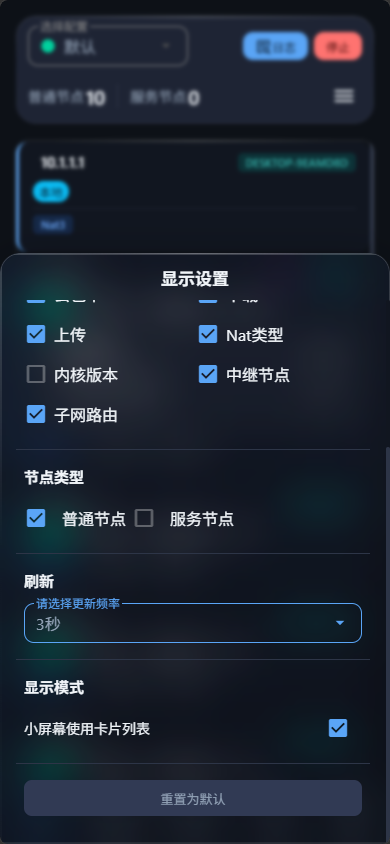 选择配置
默认
日志
停止
普通节点10
服务节点0
10.1.1.1
Nat3
显示设置
上传
Nat类型
内核版本
中继节点
子网路由
节点类型
普通节点
服务节点
刷新
请选择更新频率
3秒
显示模式
小屏幕使用卡片列表
重置为默认